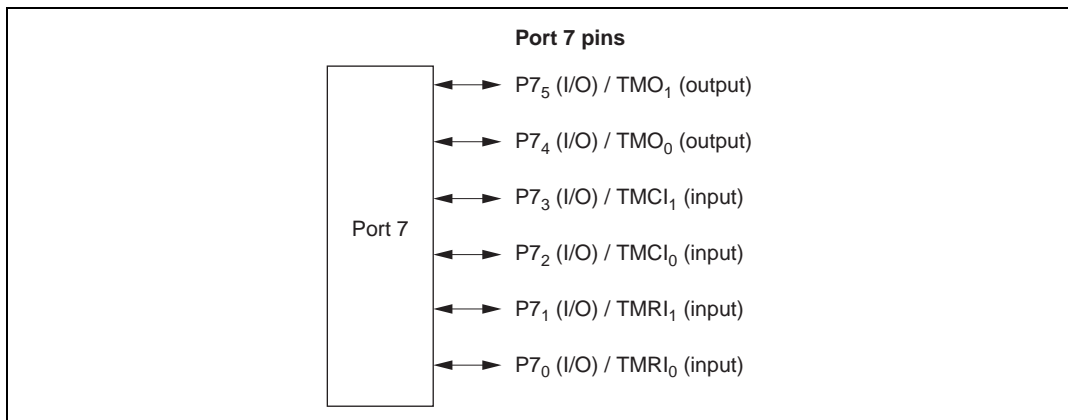 Port 7 pins
P7₅ (I/O) / TMO₁ (output)
P7₄ (I/O) / TMO₀ (output)
P7₃ (I/O) / TMCI₁ (input)
Port 7
P7₂ (I/O) / TMCI₀ (input)
P7₁ (I/O) / TMRI₁ (input)
P7₀ (I/O) / TMRI₀ (input)